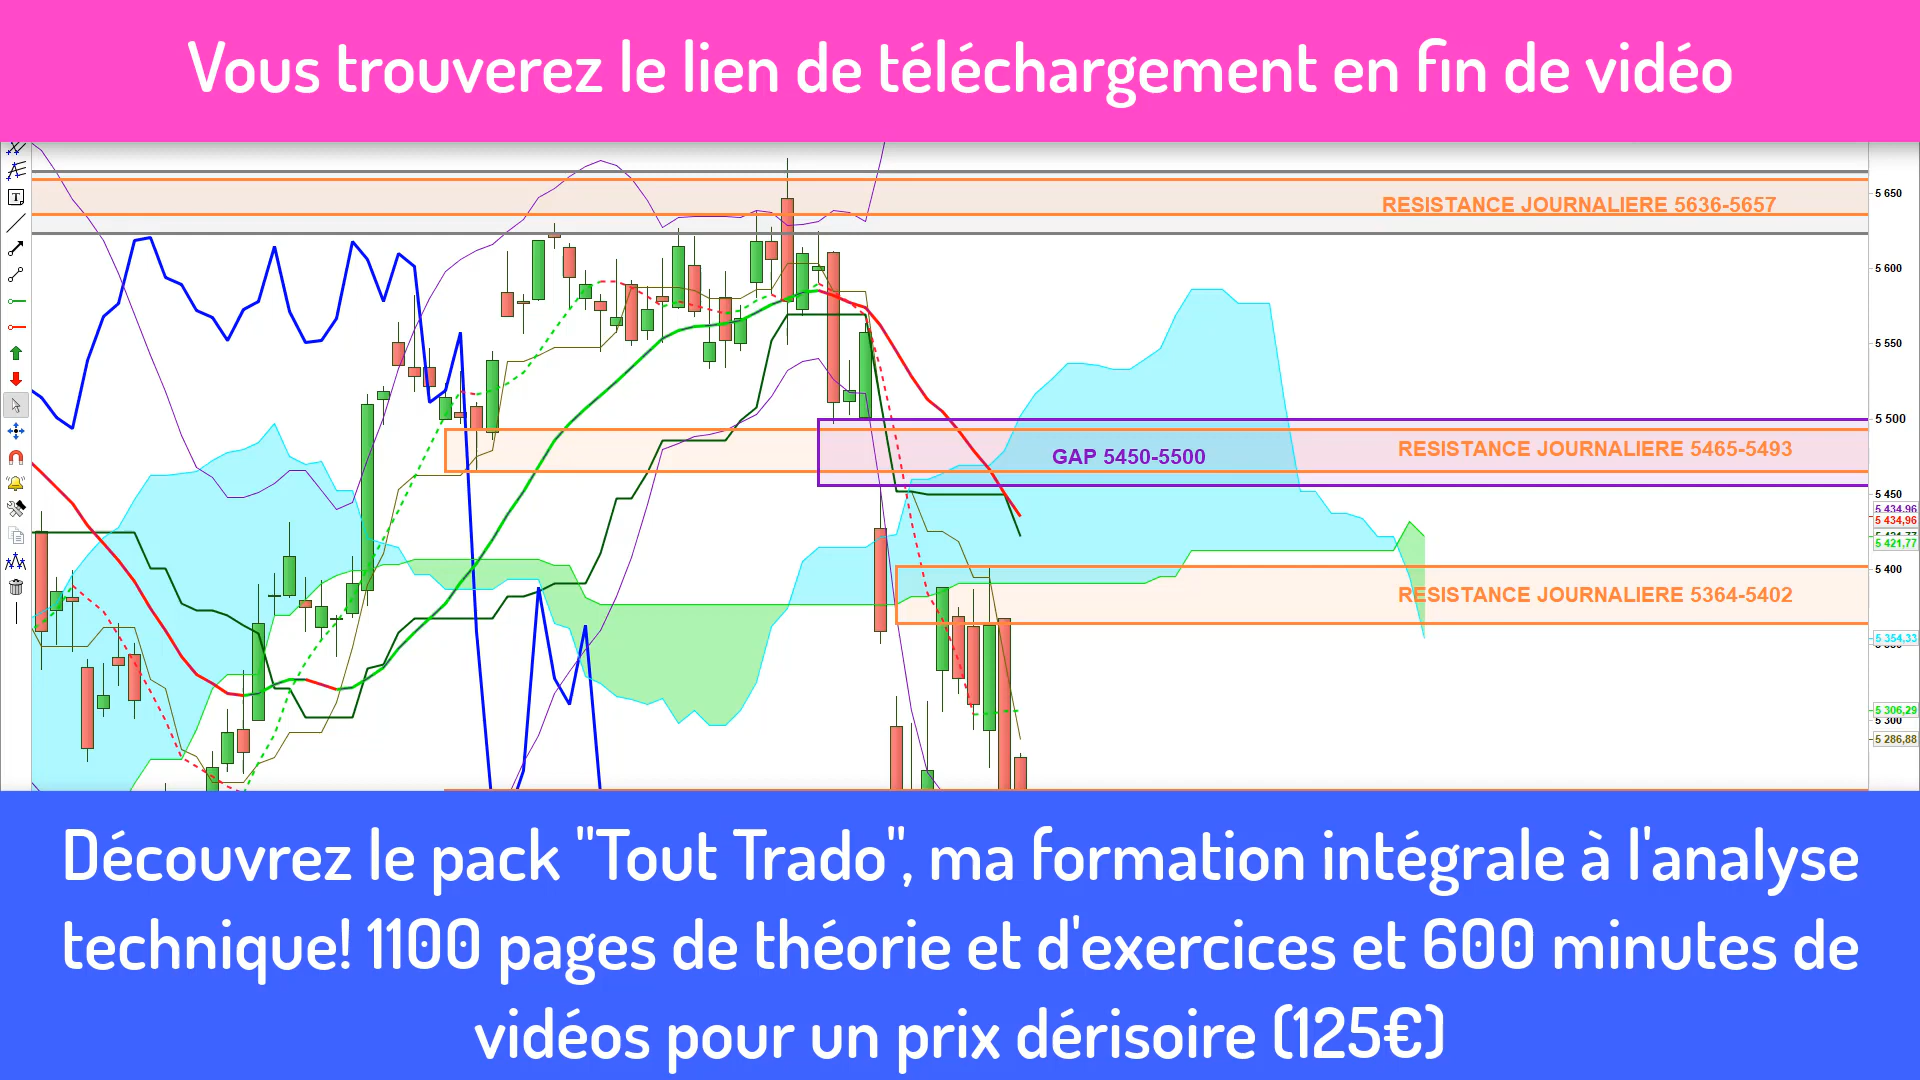 Vous trouverez le lien de téléchargement en fin de vidéo
T
RESISTANCE JOURNALIERE 5636-5657
5 650
5 600
5 550
5 500
RESISTANCE JOURNALIERE 5465-5493
GAP 5450-5500
5 450
5 434,96
5 434,96
5 421,77
5 400
RESISTANCE JOURNALIERE 5364-5402
5 354,33
5 306,29
5 300
5 286,88
Découvrez le pack "Tout Trado", ma formation intégrale à l'analyse
technique! 1100 pages de théorie et d'exercices et 600 minutes de
vidéos pour un prix dérisoire (125€)